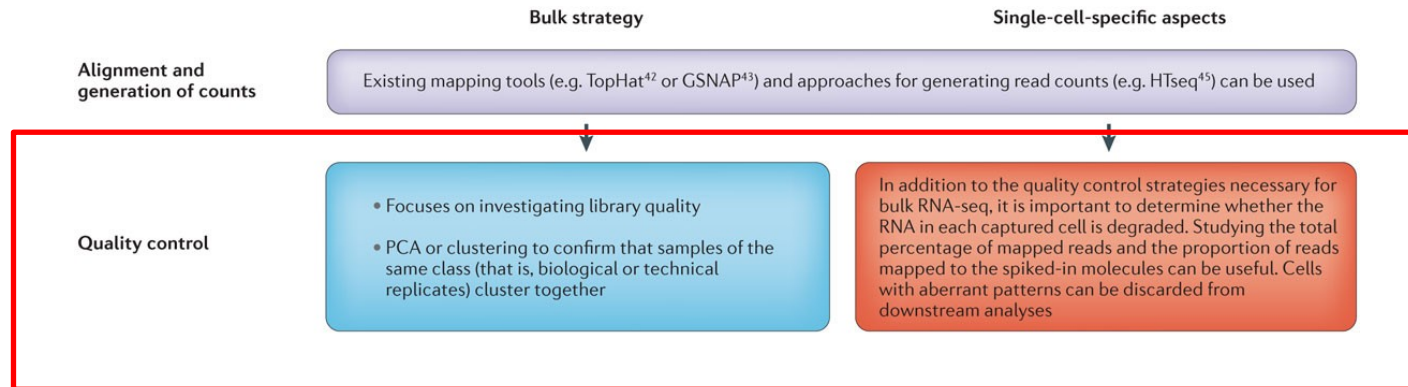 Bulk strategy
Single-cell-specific aspects
Alignment and
generation of counts
Existing mapping tools (e.g. TopHat42 or GSNAP43) and approaches for generating read counts (e.g. HTseq45) can be used
Quality control
• Focuses on investigating library quality
• PCA or clustering to confirm that samples of the
same class (that is, biological or technical
replicates) cluster together
In addition to the quality control strategies necessary for
bulk RNA-seq, it is important to determine whether the
RNA in each captured cell is degraded. Studying the total
percentage of mapped reads and the proportion of reads
mapped to the spiked-in molecules can be useful. Cells
with aberrant patterns can be discarded from
downstream analyses